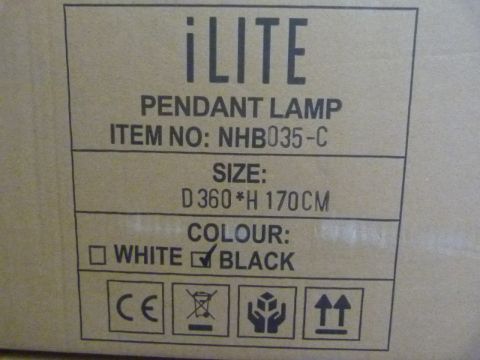 iLITE
PENDANT LAMP
ITEM NO: NHB035-C
SIZE:
D360*H170CM
COLOUR:
WHITE BLACK
CE